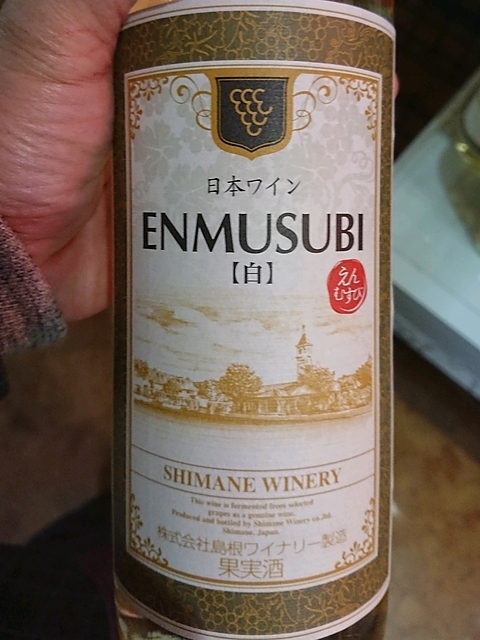 日本ワイン
ENMUSUBI
【白】
えん
むすび
SHIMANE WINERY
This wine is fermented from selected
grapes as a genuine wine.
Produced and bottled by Shimane Winery co.,ltd.
Shimane, Japan.
株式会社島根ワイナリー製造
果実酒